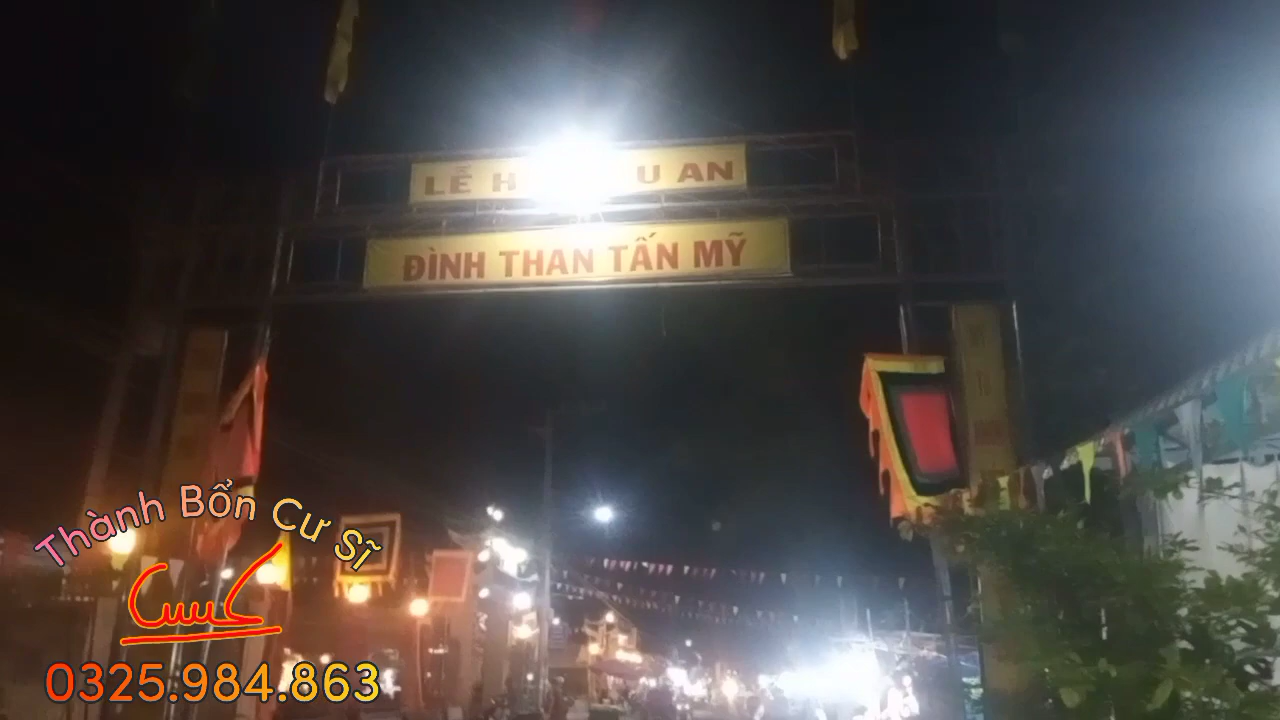 LỄ H U AN
ĐÌNH THAN TẤN MỸ
Thành Bổn Cư Sĩ
0325.984.863